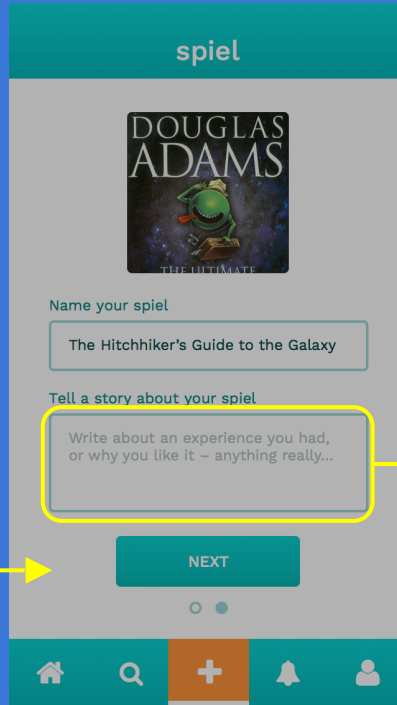 spiel
DOUGLAS
ADAMS
THE ULTIMATE
Name your spiel
The Hitchhiker's Guide to the Galaxy
Tell a story about your spiel
Write about an experience you had,
or why you like it – anything really...
NEXT